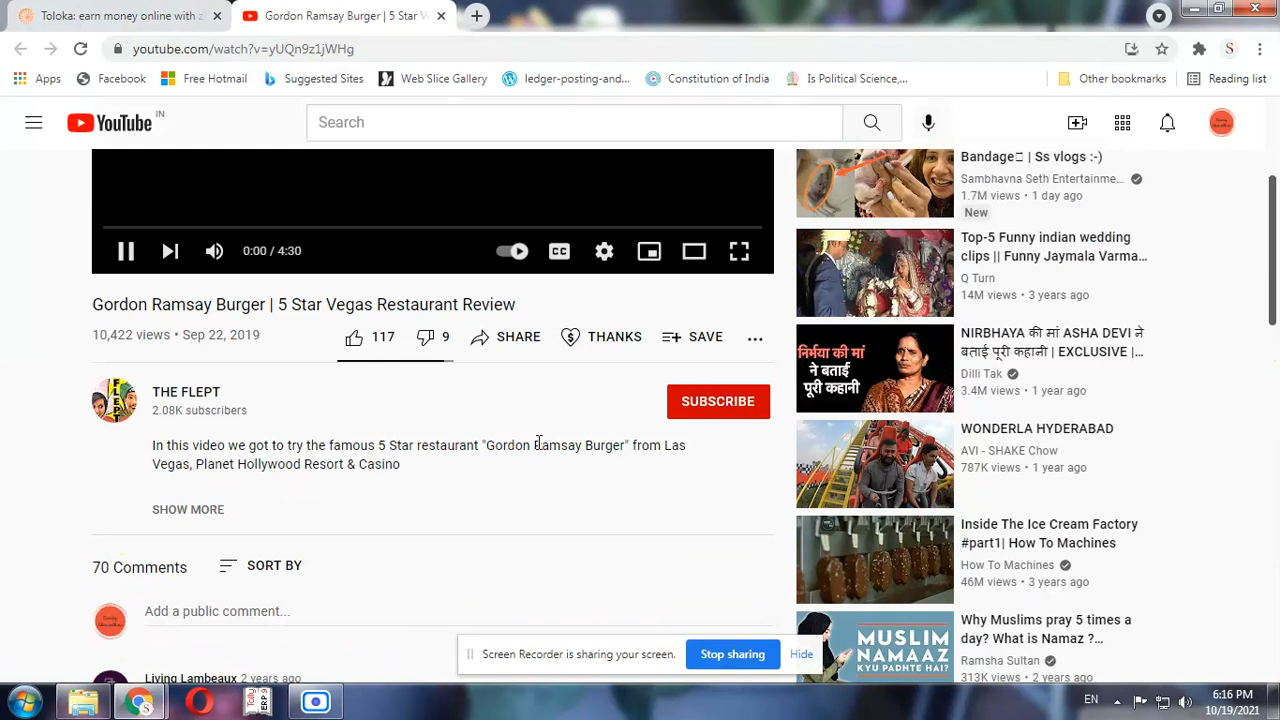 Toloka: earn money online with z
Gordon Ramsay Burger | 5 Star V
youtube.com/watch?v=yUQn9z1jWHg
Apps
Facebook
Free Hotmail
Suggested Sites
Web Slice Gallery
ledger-posting-and...
Constitution of India
Is Political Science,...
Other bookmarks
Reading list
YouTube IN
Search
0:00 / 4:30
CC
Gordon Ramsay Burger | 5 Star Vegas Restaurant Review
10,422 views • Sep 22, 2019
117
9
SHARE
THANKS
SAVE
THE FLEPT
2.08K subscribers
SUBSCRIBE
In this video we got to try the famous 5 Star restaurant "Gordon Ramsay Burger" from Las
Vegas, Planet Hollywood Resort & Casino
SHOW MORE
70 Comments
SORT BY
Add a public comment...
Living Lambeaux 2 years ago
Bandage | Ss vlogs :-)
Sambhavna Seth Entertainme...
1.7M views • 1 day ago
New
Top-5 Funny indian wedding
clips || Funny Jaymala Varma...
Q Turn
14M views • 3 years ago
निर्भया की मां
ने बताई
पूरी कहानी
NIRBHAYA की मां ASHA DEVI ने
बताई पूरी कहानी | EXCLUSIVE |...
Dilli Tak
3.4M views • 1 year ago
WONDERLA HYDERABAD
AVI - SHAKE Chow
787K views • 1 year ago
Inside The Ice Cream Factory
#part1| How To Machines
How To Machines
46M views • 3 years ago
MUSLIM
NAMAAZ
KYU PADHTE HAI?
Why Muslims pray 5 times a
day? What is Namaz ?...
Ramsha Sultan
313K views • 2 years ago
Screen Recorder is sharing your screen.
Stop sharing
Hide
EN
6:16 PM
10/19/2021